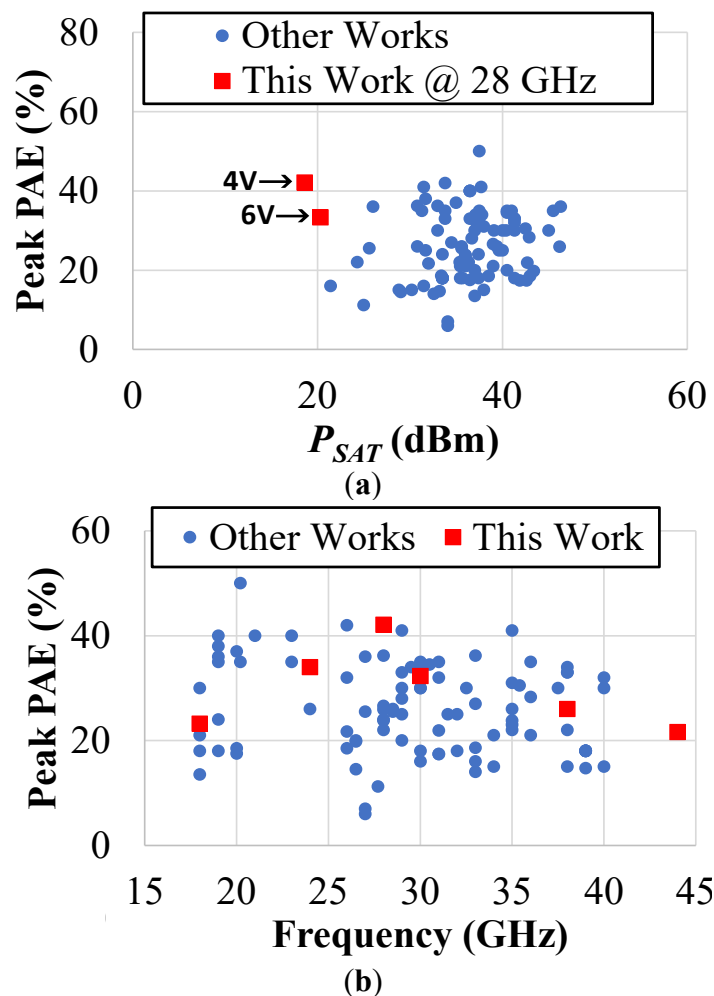 80
Other Works
This Work @ 28 GHz
60
40
20
0
4V→
6V→
Peak PAE (%)
0 20 40 60
P_SAT (dBm)
(a)
Other Works This Work
60
40
20
0
Peak PAE (%)
15 20 25 30 35 40 45
Frequency (GHz)
(b)